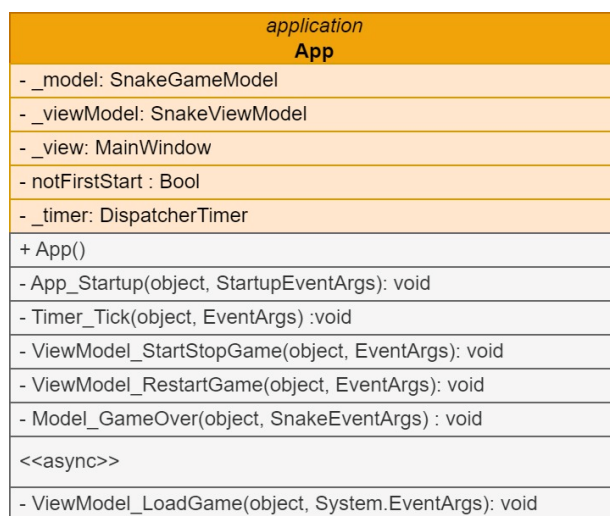 application
App
- _model: SnakeGameModel
- _viewModel: SnakeViewModel
- _view: MainWindow
- notFirstStart : Bool
- _timer: DispatcherTimer
+ App()
- App_Startup(object, StartupEventArgs): void
- Timer_Tick(object, EventArgs) :void
- ViewModel_StartStopGame(object, EventArgs): void
- ViewModel_RestartGame(object, EventArgs): void
- Model_GameOver(object, SnakeEventArgs) : void
<<async>>
- ViewModel_LoadGame(object, System.EventArgs): void